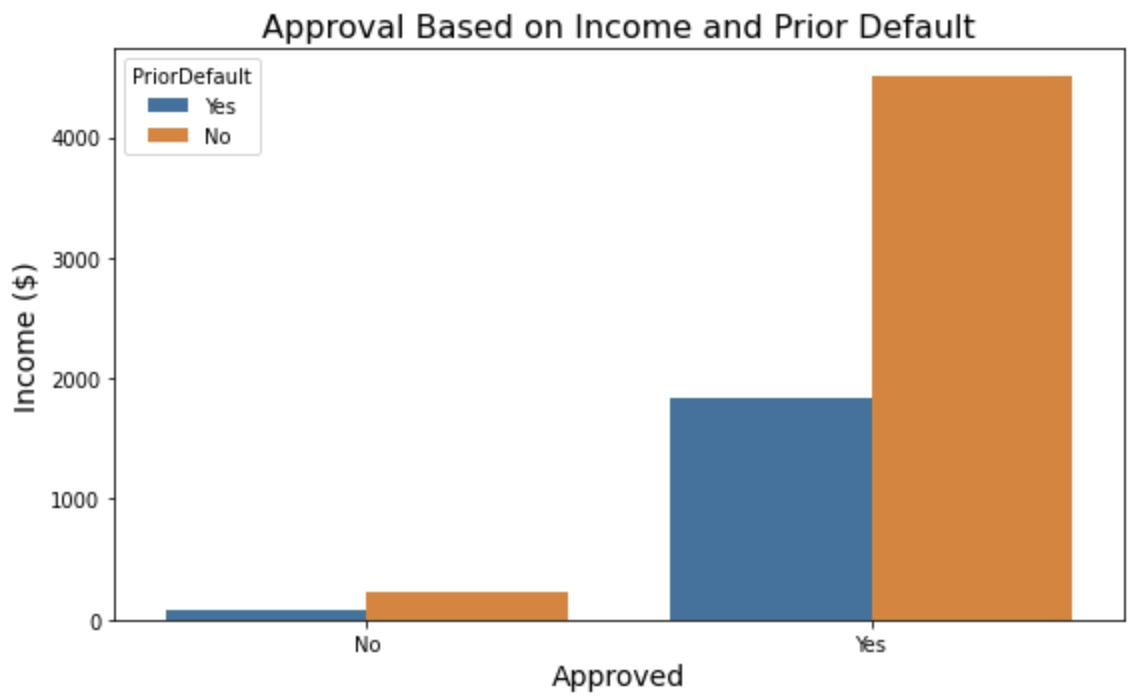 Approval Based on Income and Prior Default
PriorDefault
Yes
No
4000
3000
2000
1000
0
Income ($)
No
Yes
Approved